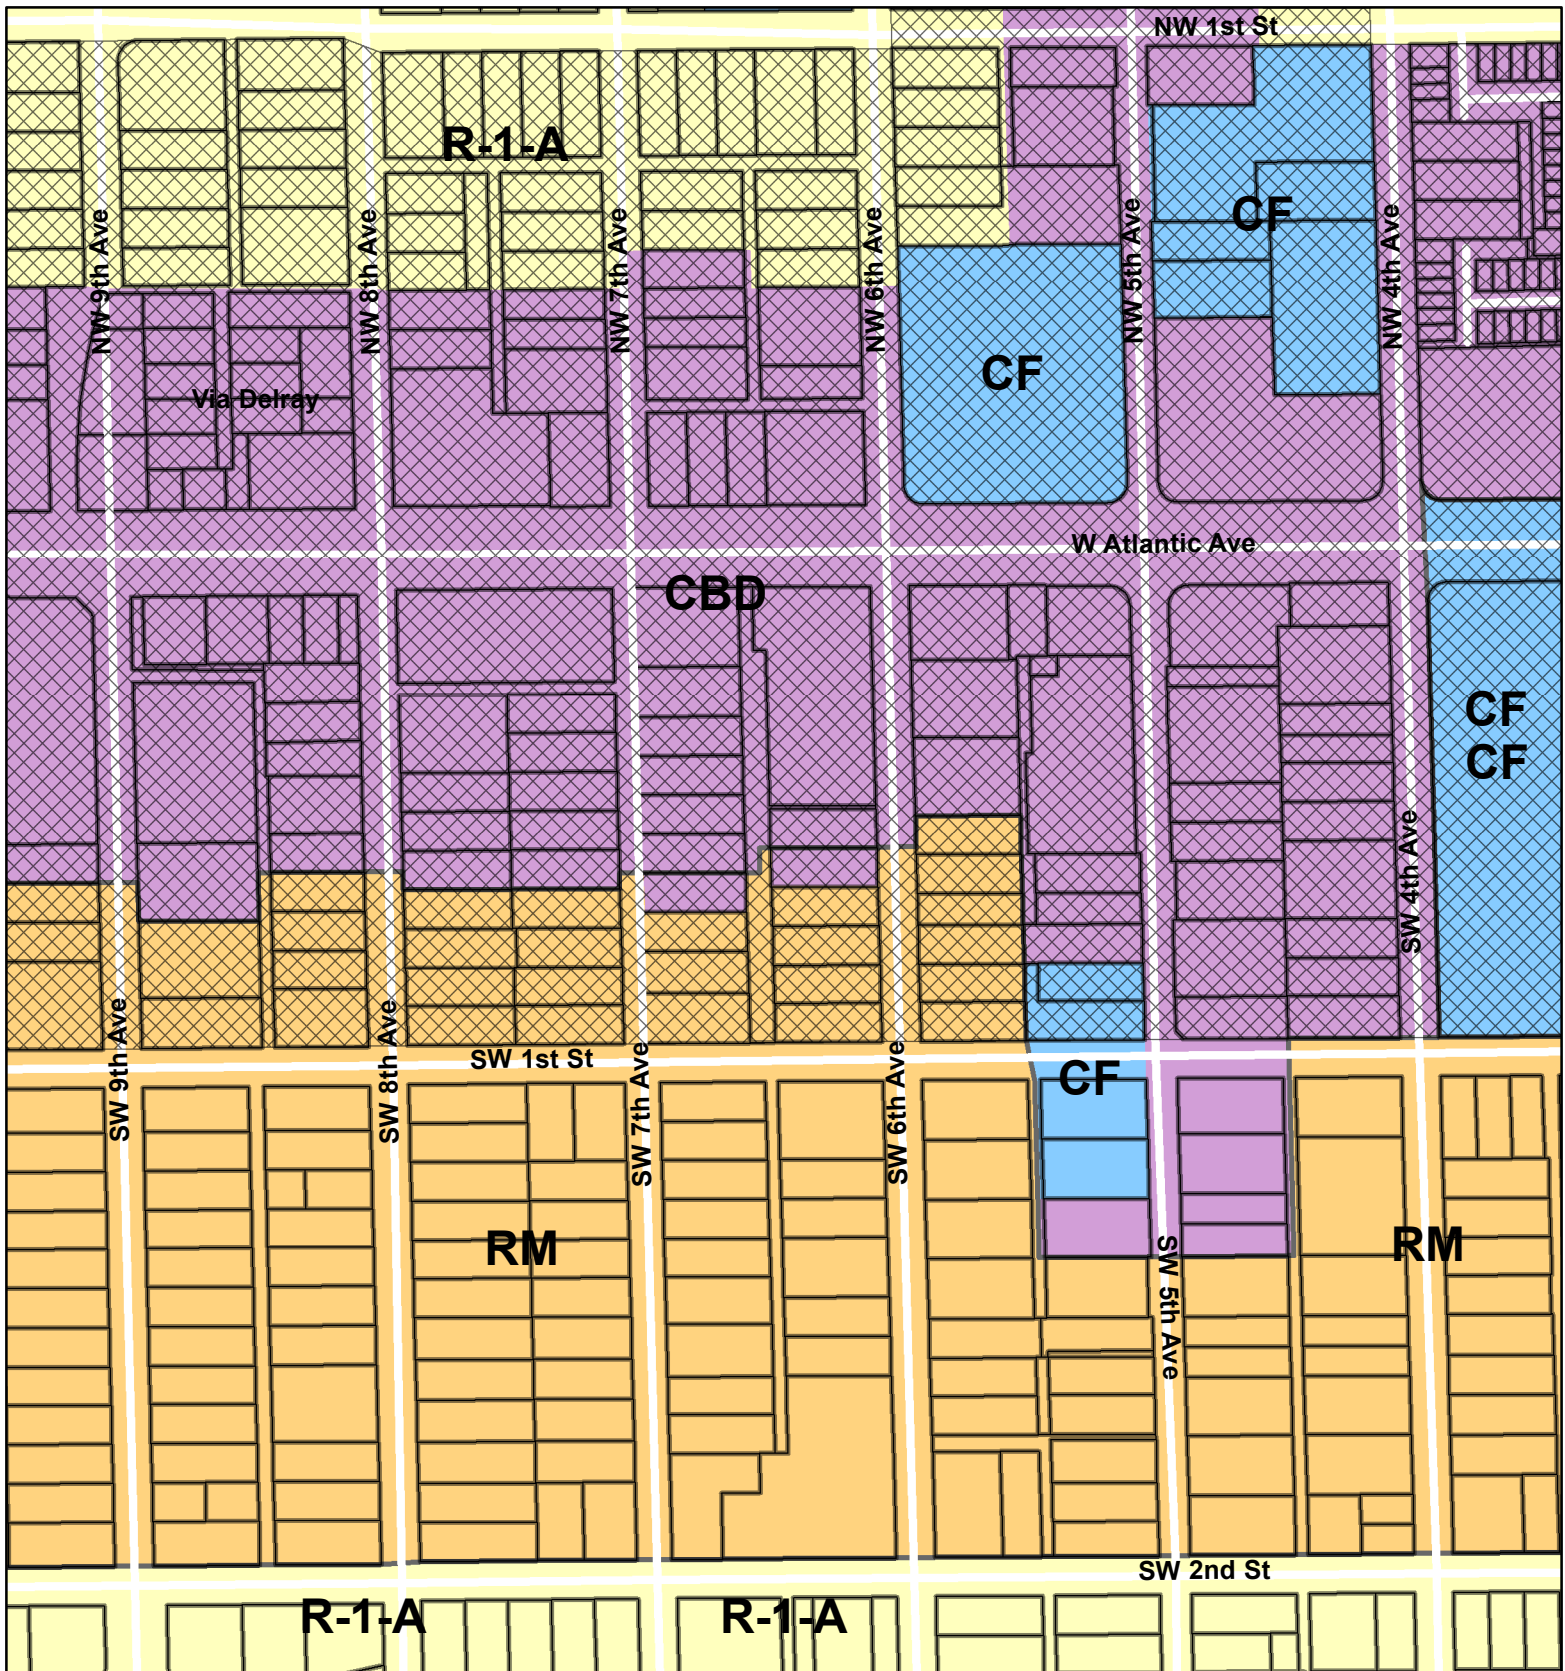 NW 1st St
R-1-A
CF
NW 9th Ave
NW 8th Ave
NW 7th Ave
NW 6th Ave
NW 5th Ave
NW 4th Ave
CF
Via Delray
W Atlantic Ave
CBD
CF
CF
SW 4th Ave
SW 1st St
CF
SW 9th Ave
SW 8th Ave
SW 7th Ave
SW 6th Ave
RM
RM
SW 5th Ave
SW 2nd St
R-1-A
R-1-A